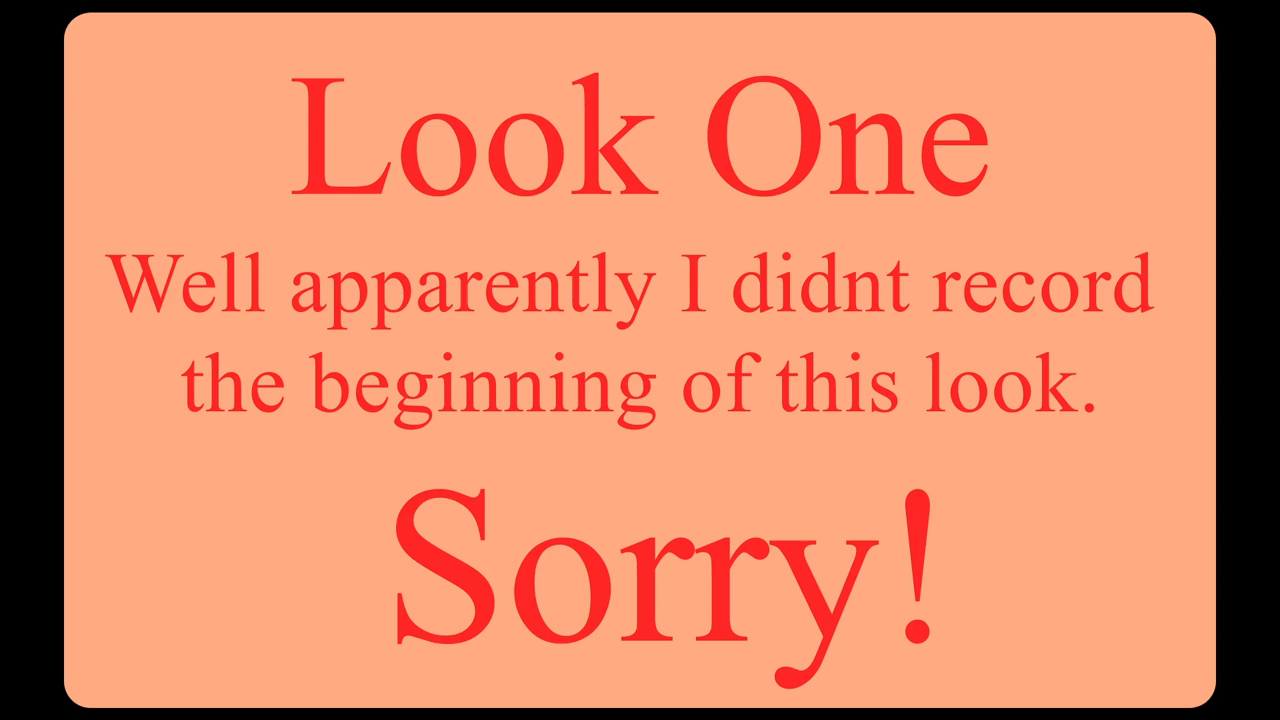 Look One
Well apparently I didnt record
the beginning of this look.
Sorry!